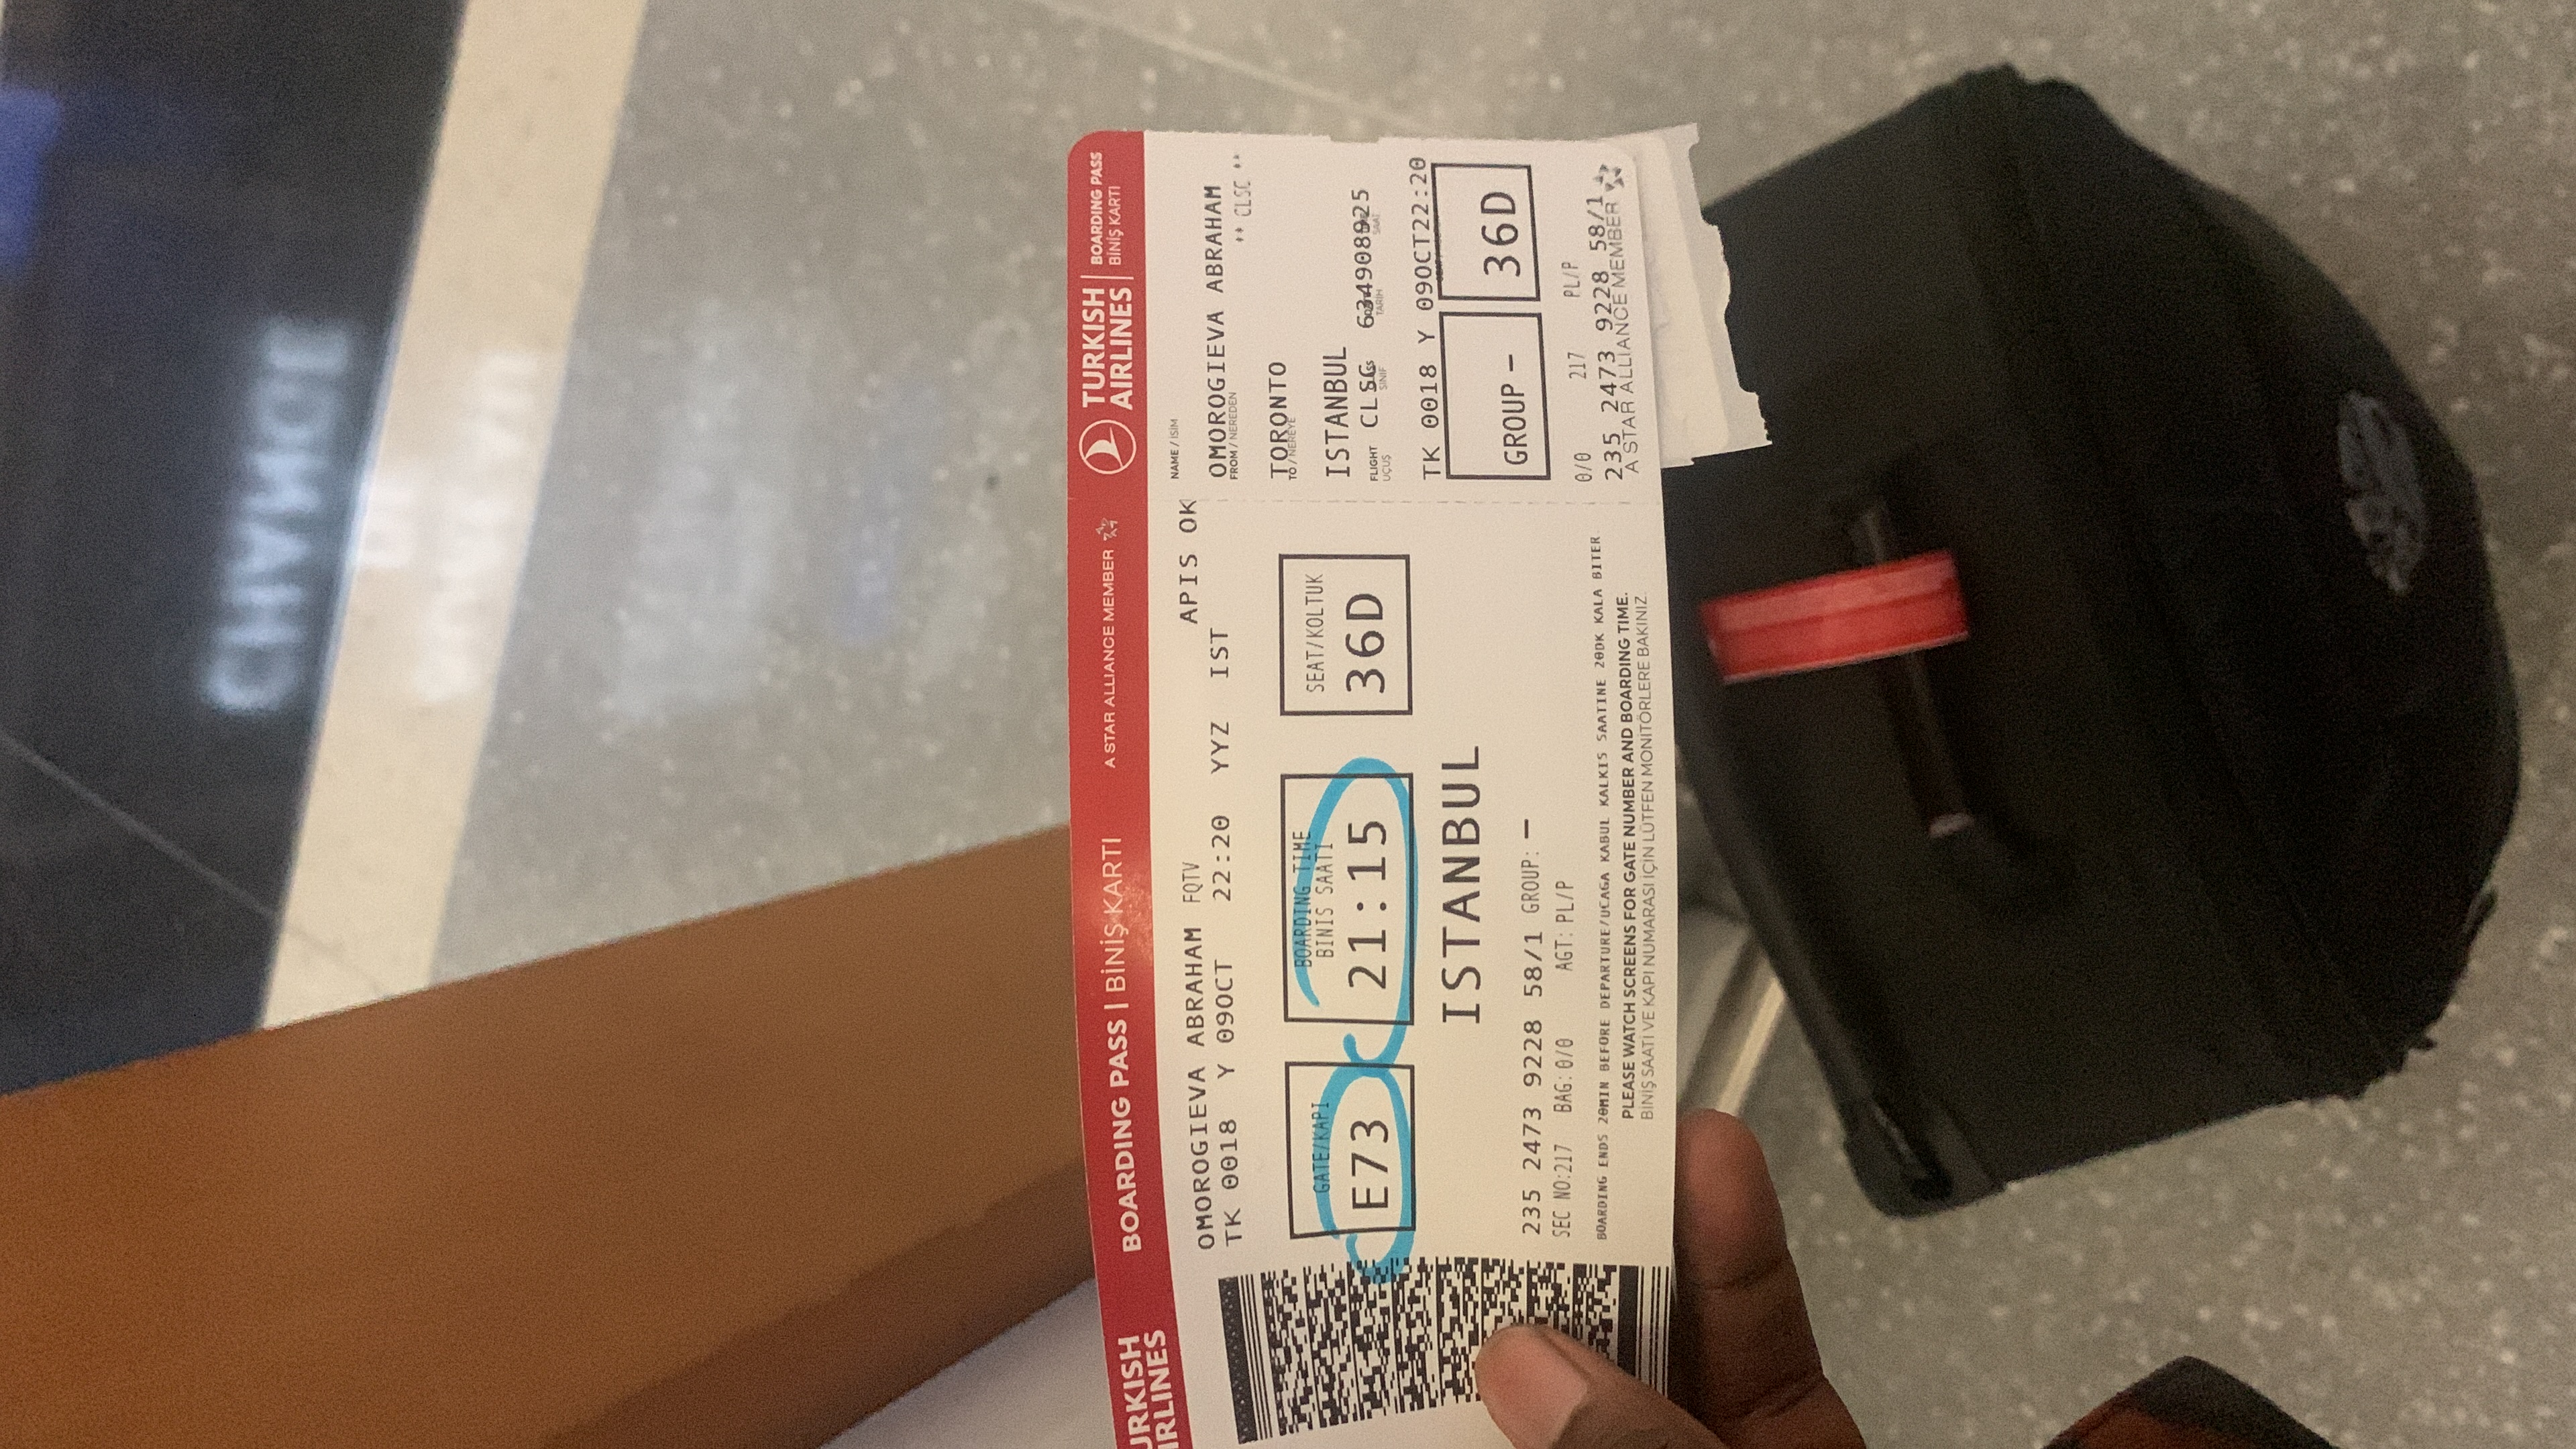 CHANGE
TURKISH
AIRLINES
BOARDING PASS | BİNİŞ KARTI
A STAR ALLIANCE MEMBER
OMOROGIEVA ABRAHAM FQTV APIS OK
TK 0018 Y 09OCT 22:20 YYZ IST
GATE/KAPI
E73
BOARDING TIME
BINIS SAATI
21:15
SEAT/KOLTUK
36D
ISTANBUL
235 2473 9228 58/1 GROUP: –
SEC NO:217 BAG: 0/0 AGT: PL/P
BOARDING ENDS 20MIN BEFORE DEPARTURE/UCAGA KABUL KALKIS SAATINE 20DK KALA BITER
PLEASE WATCH SCREENS FOR GATE NUMBER AND BOARDING TIME.
BİNİŞ SAATİ VE KAPI NUMARASI İÇİN LÜTFEN MONİTÖRLERE BAKINIZ.
TURKISH
AIRLINES
BOARDING PASS
BİNİŞ KARTI
NAME / İSİM
OMOROGIEVA ABRAHAM
FROM / NEREDEN
** CLSC **
TORONTO
TO / NEREYE
ISTANBUL
FLIGHT CLSC 634908925
UÇUŞ SINIF TARİH SAAT
TK 0018 Y 09OCT22:20
GROUP –
36D
0/0 217 PL/P
235 2473 9228 58/1
A STAR ALLIANCE MEMBER